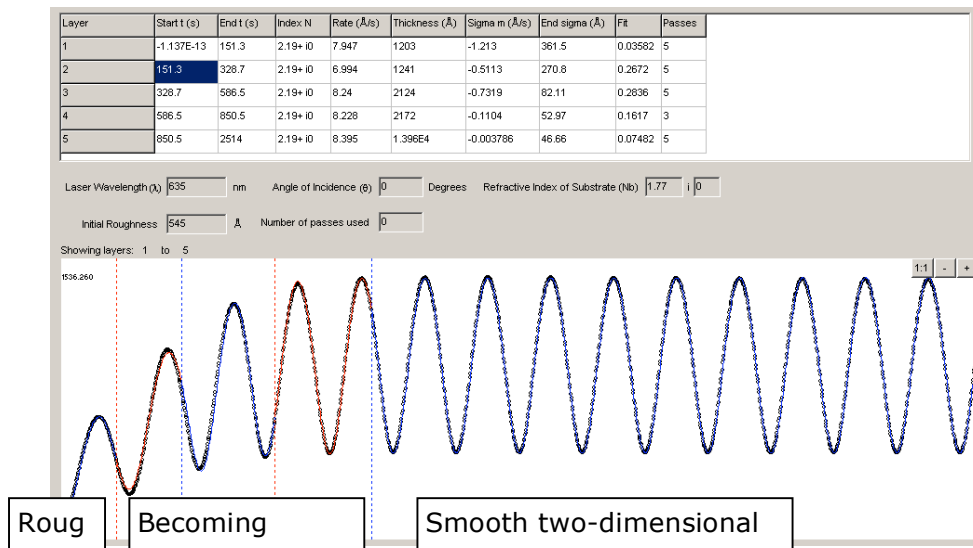 Layer Start t (s) End t (s) Index N Rate (Å/s) Thickness (Å) Sigma m (Å/s) End sigma (Å) Fit Passes
1 -1.137E-13 151.3 2.19+ i0 7.947 1203 -1.213 361.5 0.03582 5
2 151.3 328.7 2.19+ i0 6.994 1241 -0.5113 270.8 0.2672 5
3 328.7 586.5 2.19+ i0 8.24 2124 -0.7319 82.11 0.2836 5
4 586.5 850.5 2.19+ i0 8.228 2172 -0.1104 52.97 0.1617 3
5 850.5 2514 2.19+ i0 8.395 1.396E4 -0.003786 46.66 0.07482 5
Laser Wavelength (λ) 635 nm Angle of Incidence (θ) 0 Degrees Refractive Index of Substrate (Nb) 1.77 i 0
Initial Roughness 545 Å Number of passes used 0
Showing layers: 1 to 5
1536.260 1:1 - +
Roug Becoming Smooth two-dimensional